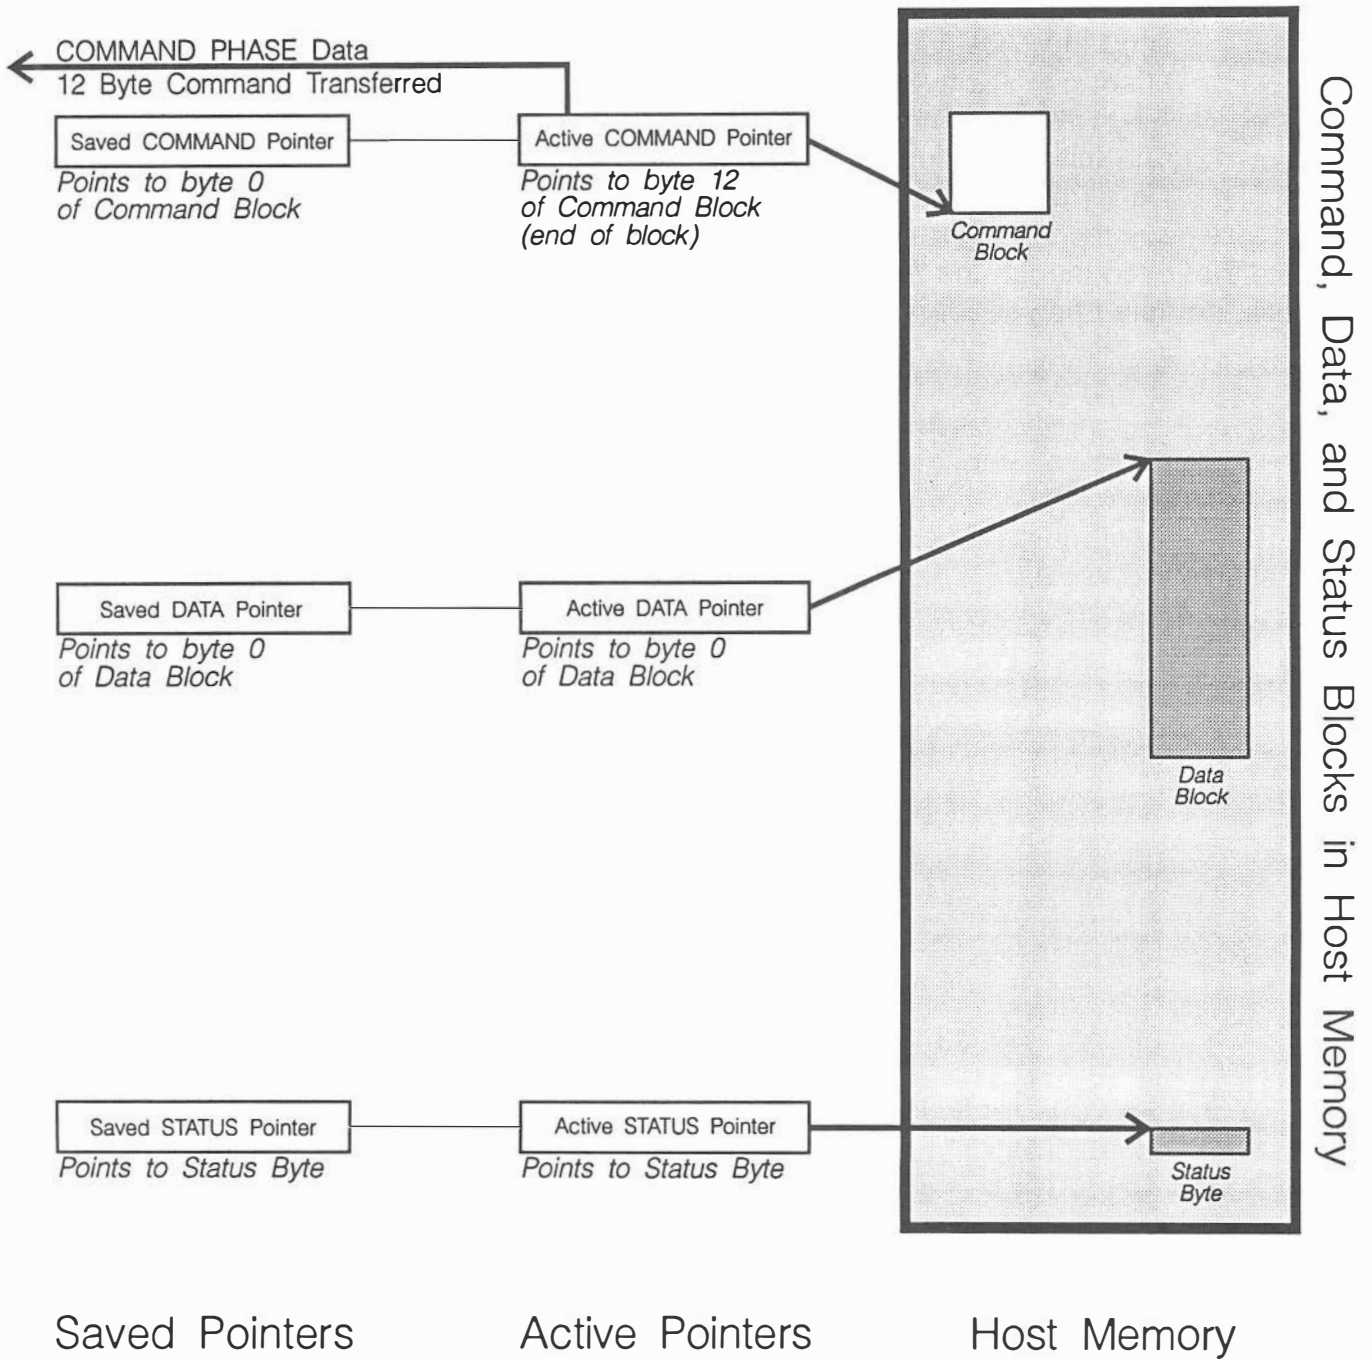 COMMAND PHASE Data
12 Byte Command Transferred
Saved COMMAND Pointer
Points to byte 0
of Command Block
Active COMMAND Pointer
Points to byte 12
of Command Block
(end of block)
Command
Block
Saved DATA Pointer
Points to byte 0
of Data Block
Active DATA Pointer
Points to byte 0
of Data Block
Data
Block
Saved STATUS Pointer
Points to Status Byte
Active STATUS Pointer
Points to Status Byte
Status
Byte
Command, Data, and Status Blocks in Host Memory
Saved Pointers
Active Pointers
Host Memory